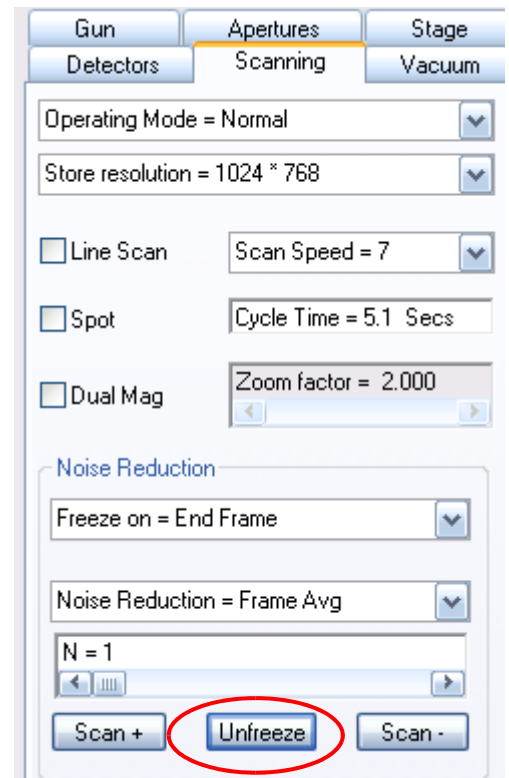 Gun Apertures Stage
Detectors Scanning Vacuum
Operating Mode = Normal
Store resolution = 1024 * 768
Line Scan Scan Speed = 7
Spot Cycle Time = 5.1 Secs
Dual Mag Zoom factor = 2.000
Noise Reduction
Freeze on = End Frame
Noise Reduction = Frame Avg
N = 1
Scan + Unfreeze Scan -